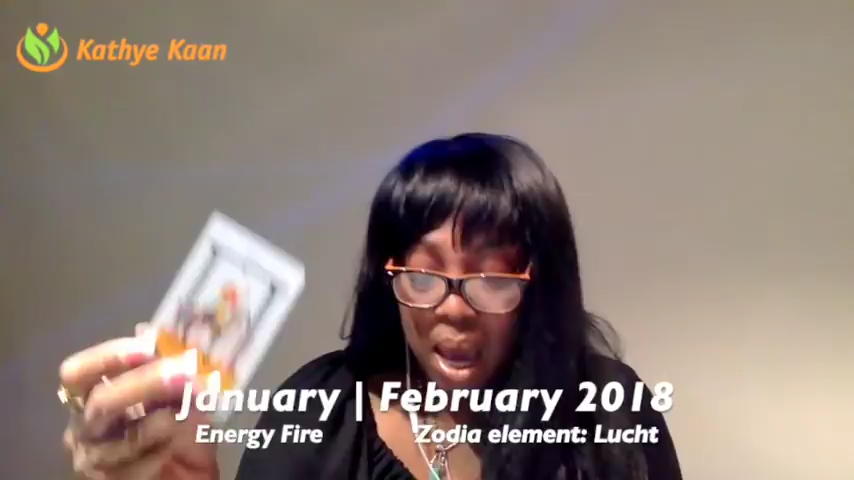 Kathye Kaan
January | February 2018
Energy Fire
Zodia element: Lucht